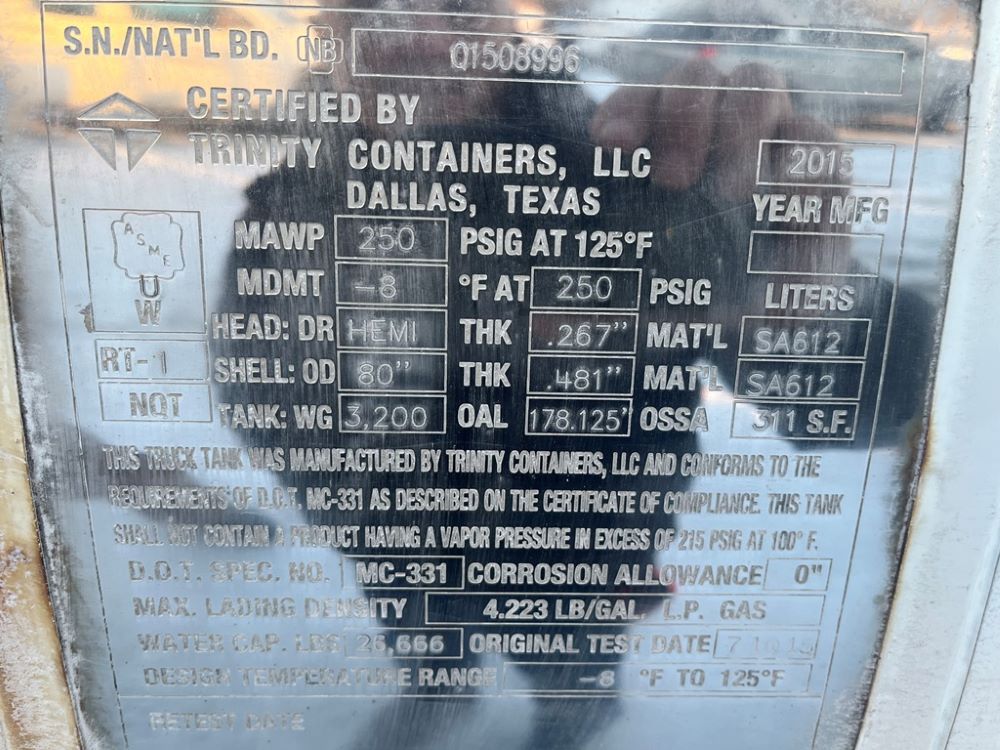 S.N./NAT'L BD. NB Q1508996
CERTIFIED BY
TRINITY CONTAINERS, LLC 2015
DALLAS, TEXAS YEAR MFG
ASME
U
W
MAWP 250 PSIG AT 125°F
MDMT -8 °F AT 250 PSIG LITERS
HEAD: DR HEMI THK .267" MAT'L SA612
RT-1 SHELL: OD 80" THK .481" MAT'L SA612
NQT TANK: WG 3,200 OAL 178.125" OSSA 311 S.F.
THIS TRUCK TANK WAS MANUFACTURED BY TRINITY CONTAINERS, LLC AND CONFORMS TO THE
REQUIREMENTS OF D.O.T. MC-331 AS DESCRIBED ON THE CERTIFICATE OF COMPLIANCE. THIS TANK
SHALL NOT CONTAIN A PRODUCT HAVING A VAPOR PRESSURE IN EXCESS OF 215 PSIG AT 100° F.
D.O.T. SPEC. NO. MC-331 CORROSION ALLOWANCE 0"
MAX. LADING DENSITY 4.223 LB/GAL. L.P. GAS
WATER CAP. LBS 26,666 ORIGINAL TEST DATE 7 10 15
DESIGN TEMPERATURE RANGE -8 °F TO 125°F
RETEST DATE